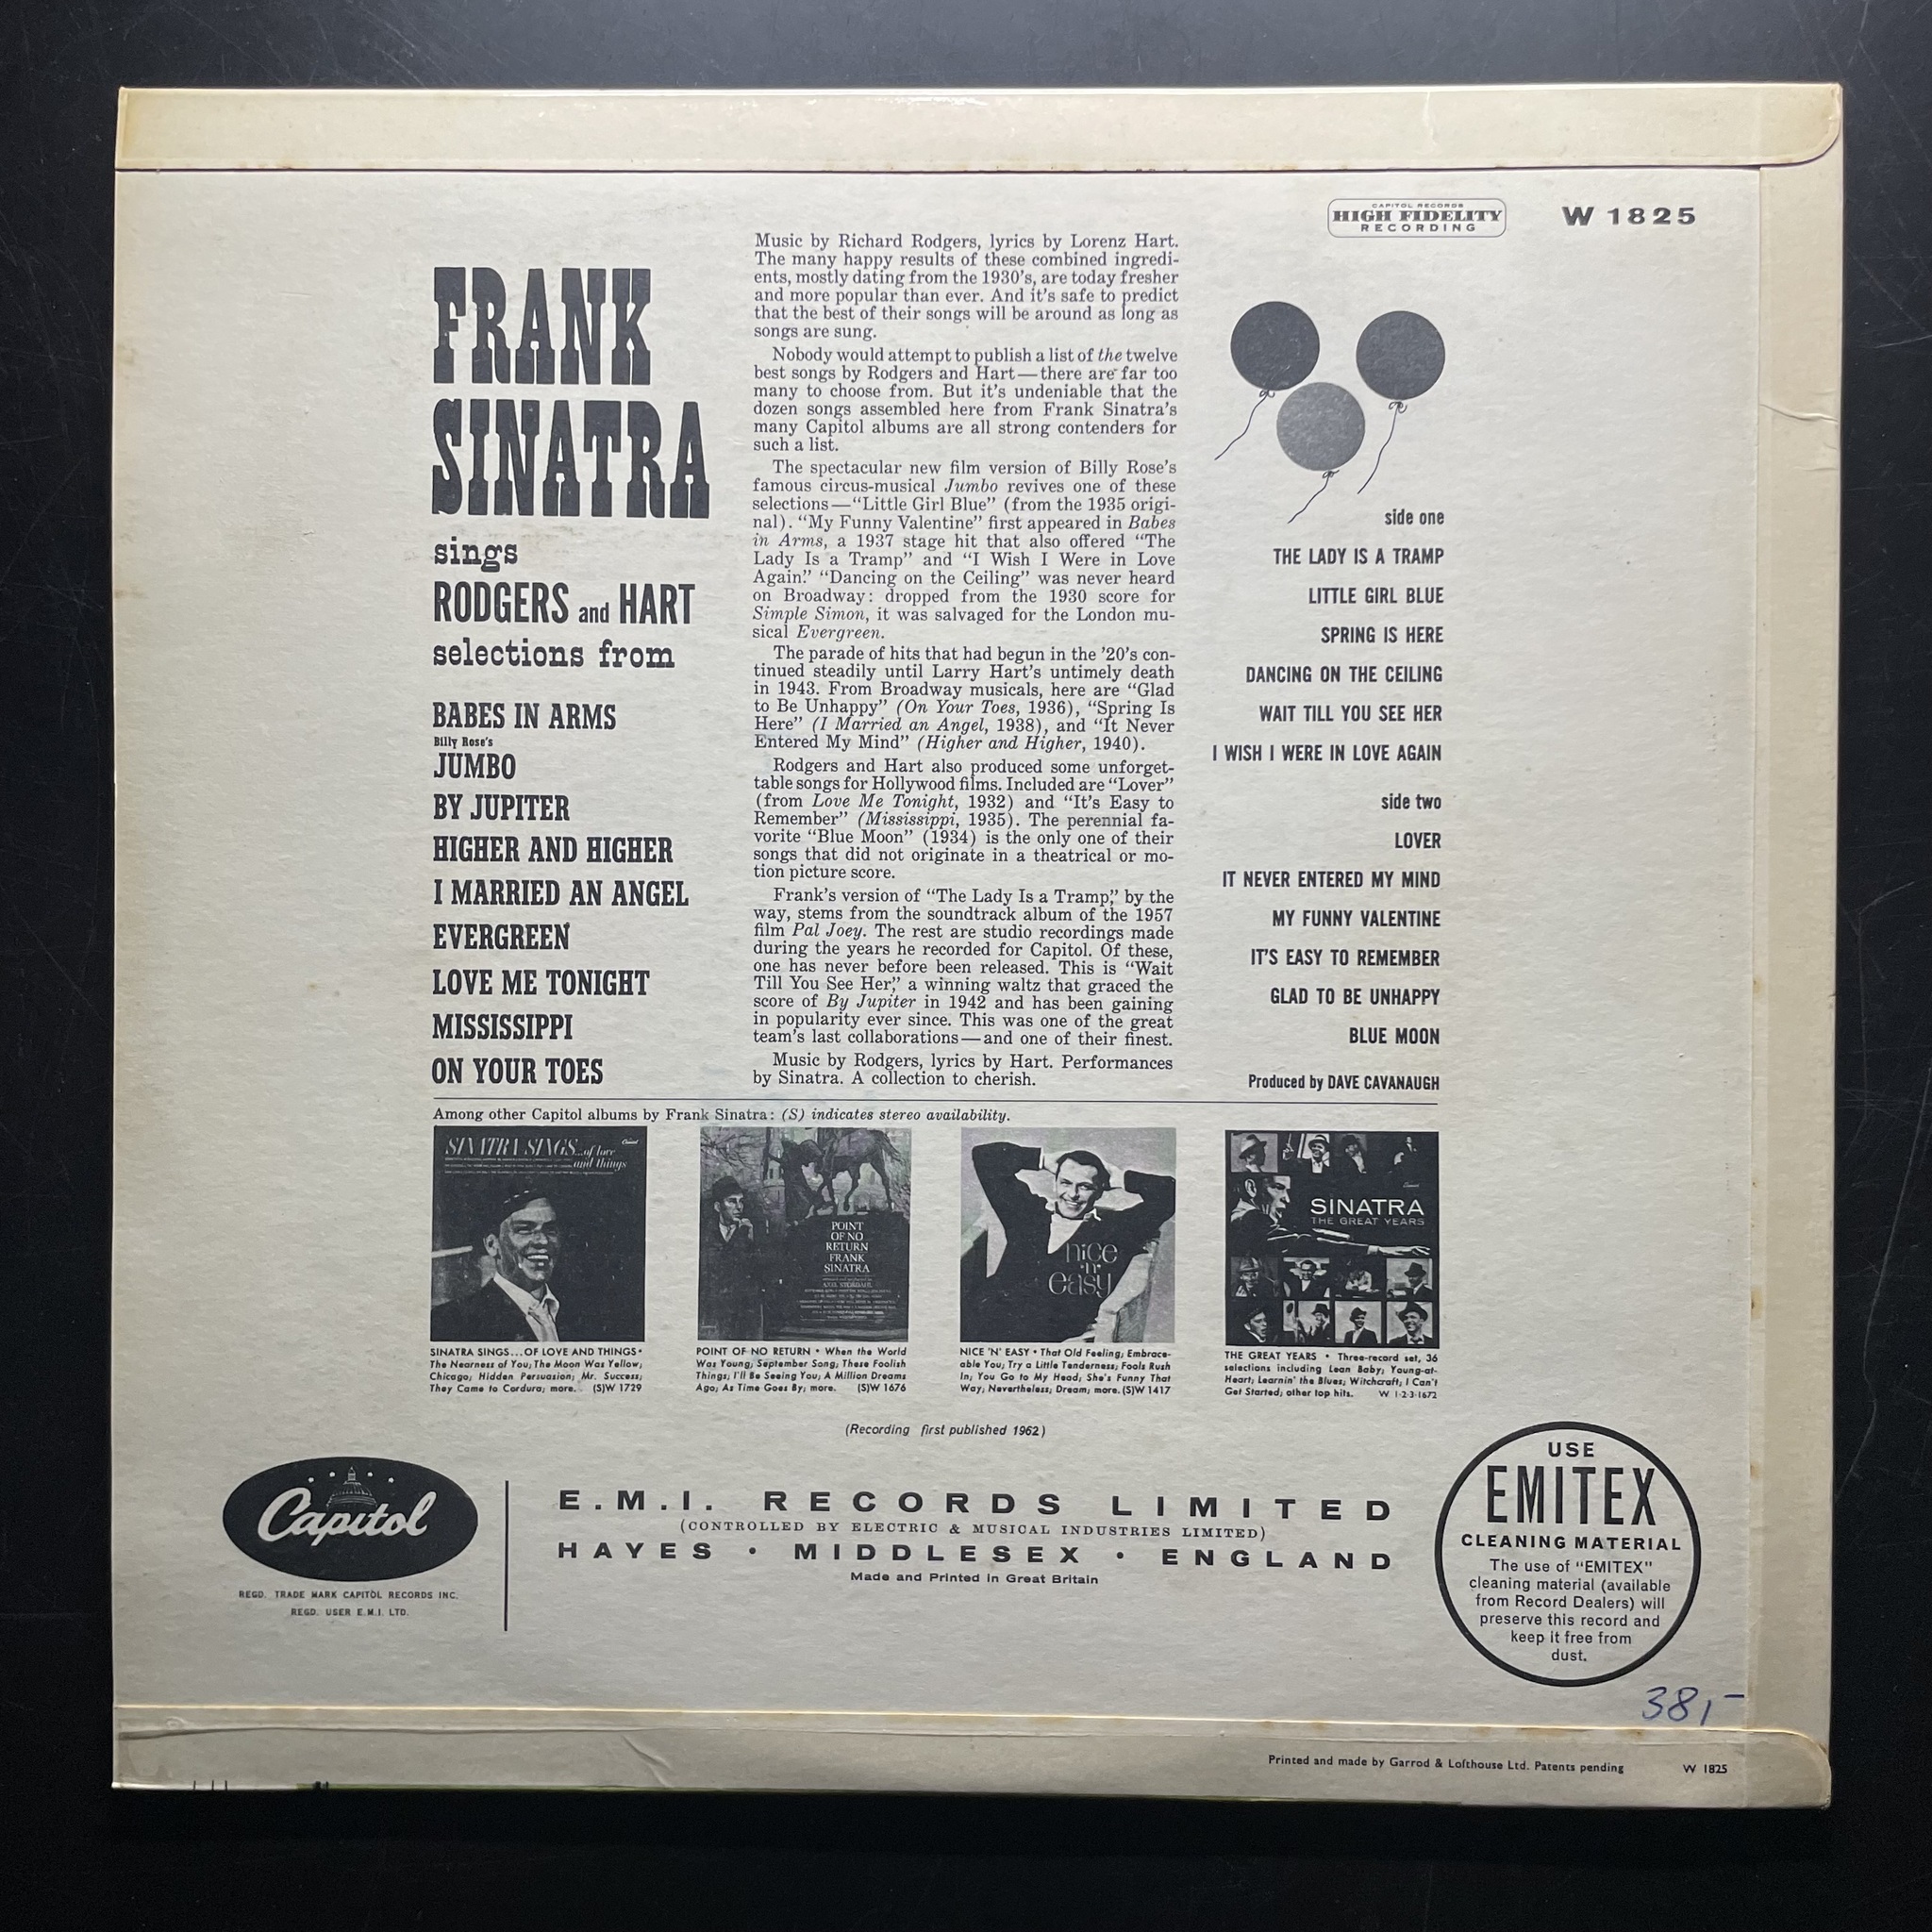 CAPITOL RECORDS
HIGH FIDELITY
RECORDING
W 1825
FRANK
SINATRA
sings
RODGERS and HART
selections from
BABES IN ARMS
Billy Rose's
JUMBO
BY JUPITER
HIGHER AND HIGHER
I MARRIED AN ANGEL
EVERGREEN
LOVE ME TONIGHT
MISSISSIPPI
ON YOUR TOES
Music by Richard Rodgers, lyrics by Lorenz Hart.
The many happy results of these combined ingredi-
ents, mostly dating from the 1930's, are today fresher
and more popular than ever. And it's safe to predict
that the best of their songs will be around as long as
songs are sung.
Nobody would attempt to publish a list of the twelve
best songs by Rodgers and Hart—there are far too
many to choose from. But it's undeniable that the
dozen songs assembled here from Frank Sinatra's
many Capitol albums are all strong contenders for
such a list.
The spectacular new film version of Billy Rose's
famous circus-musical Jumbo revives one of these
selections—“Little Girl Blue” (from the 1935 origi-
nal). “My Funny Valentine” first appeared in Babes
in Arms, a 1937 stage hit that also offered “The
Lady Is a Tramp” and “I Wish I Were in Love
Again.” “Dancing on the Ceiling” was never heard
on Broadway: dropped from the 1930 score for
Simple Simon, it was salvaged for the London mu-
sical Evergreen.
The parade of hits that had begun in the '20's con-
tinued steadily until Larry Hart's untimely death
in 1943. From Broadway musicals, here are “Glad
to Be Unhappy” (On Your Toes, 1936), “Spring Is
Here” (I Married an Angel, 1938), and “It Never
Entered My Mind” (Higher and Higher, 1940).
Rodgers and Hart also produced some unforget-
table songs for Hollywood films. Included are “Lover”
(from Love Me Tonight, 1932) and “It's Easy to
Remember” (Mississippi, 1935). The perennial fa-
vorite “Blue Moon” (1934) is the only one of their
songs that did not originate in a theatrical or mo-
tion picture score.
Frank's version of “The Lady Is a Tramp,” by the
way, stems from the soundtrack album of the 1957
film Pal Joey. The rest are studio recordings made
during the years he recorded for Capitol. Of these,
one has never before been released. This is “Wait
Till You See Her,” a winning waltz that graced the
score of By Jupiter in 1942 and has been gaining
in popularity ever since. This was one of the great
team's last collaborations—and one of their finest.
Music by Rodgers, lyrics by Hart. Performances
by Sinatra. A collection to cherish.
side one
THE LADY IS A TRAMP
LITTLE GIRL BLUE
SPRING IS HERE
DANCING ON THE CEILING
WAIT TILL YOU SEE HER
I WISH I WERE IN LOVE AGAIN
side two
LOVER
IT NEVER ENTERED MY MIND
MY FUNNY VALENTINE
IT'S EASY TO REMEMBER
GLAD TO BE UNHAPPY
BLUE MOON
Produced by DAVE CAVANAUGH
Among other Capitol albums by Frank Sinatra: (S) indicates stereo availability.
SINATRA SINGS...of love
and things
SINATRA SINGS...OF LOVE AND THINGS •
The Nearness of You; The Moon Was Yellow;
Chicago; Hidden Persuasion; Mr. Success;
They Came to Cordura; more. (S)W 1729
POINT
OF NO
RETURN
FRANK
SINATRA
POINT OF NO RETURN • When the World
Was Young; September Song; These Foolish
Things; I'll Be Seeing You; A Million Dreams
Ago; As Time Goes By; more. (S)W 1676
nice
'n'
easy
NICE 'N' EASY • That Old Feeling; Embrace-
able You; Try a Little Tenderness; Fools Rush
In; You Go to My Head; She's Funny That
Way; Nevertheless; Dream; more. (S)W 1417
SINATRA
THE GREAT YEARS
THE GREAT YEARS • Three-record set, 36
selections including Lean Baby; Young-at-
Heart; Learnin' the Blues; Witchcraft; I Can't
Get Started; other top hits. W 1-2-3-1672
(Recording first published 1962)
Capitol
REGD. TRADE MARK CAPITOL RECORDS INC.
REGD. USER E.M.I. LTD.
E.M.I. RECORDS LIMITED
(CONTROLLED BY ELECTRIC & MUSICAL INDUSTRIES LIMITED)
HAYES • MIDDLESEX • ENGLAND
Made and Printed in Great Britain
USE
EMITEX
CLEANING MATERIAL
The use of “EMITEX”
cleaning material (available
from Record Dealers) will
preserve this record and
keep it free from
dust.
38,-
Printed and made by Garrod & Lofthouse Ltd. Patents pending W 1825